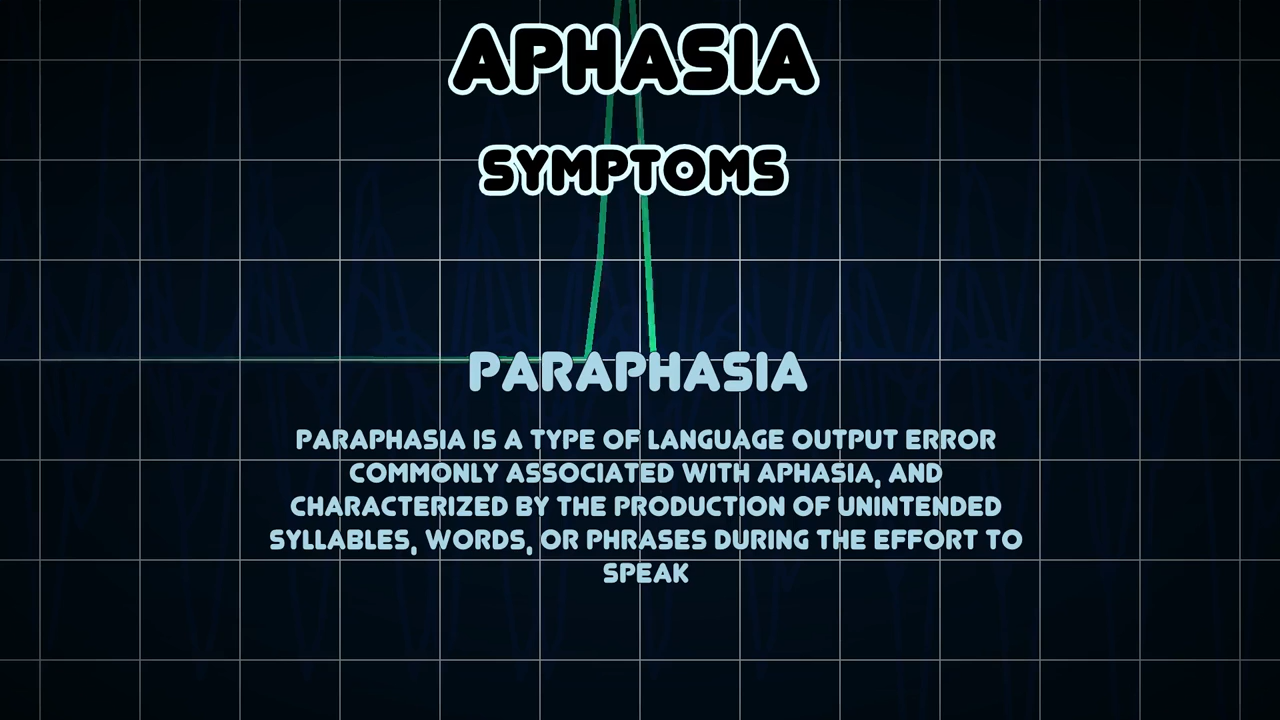 APHASIA
SYMPTOMS
PARAPHASIA
PARAPHASIA IS A TYPE OF LANGUAGE OUTPUT ERROR
COMMONLY ASSOCIATED WITH APHASIA, AND
CHARACTERIZED BY THE PRODUCTION OF UNINTENDED
SYLLABLES, WORDS, OR PHRASES DURING THE EFFORT TO
SPEAK